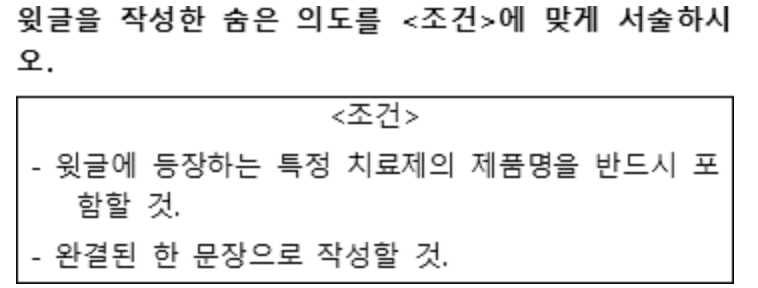 윗글을 작성한 숨은 의도를 <조건>에 맞게 서술하시
오.
<조건>
- 윗글에 등장하는 특정 치료제의 제품명을 반드시 포
함할 것.
- 완결된 한 문장으로 작성할 것.